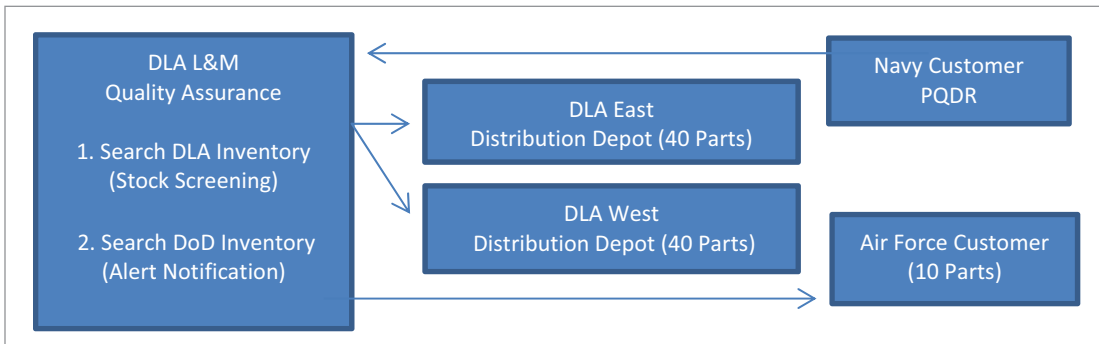 DLA L&M
Quality Assurance
1. Search DLA Inventory
(Stock Screening)
2. Search DoD Inventory
(Alert Notification)
DLA East
Distribution Depot (40 Parts)
DLA West
Distribution Depot (40 Parts)
Navy Customer
PQDR
Air Force Customer
(10 Parts)